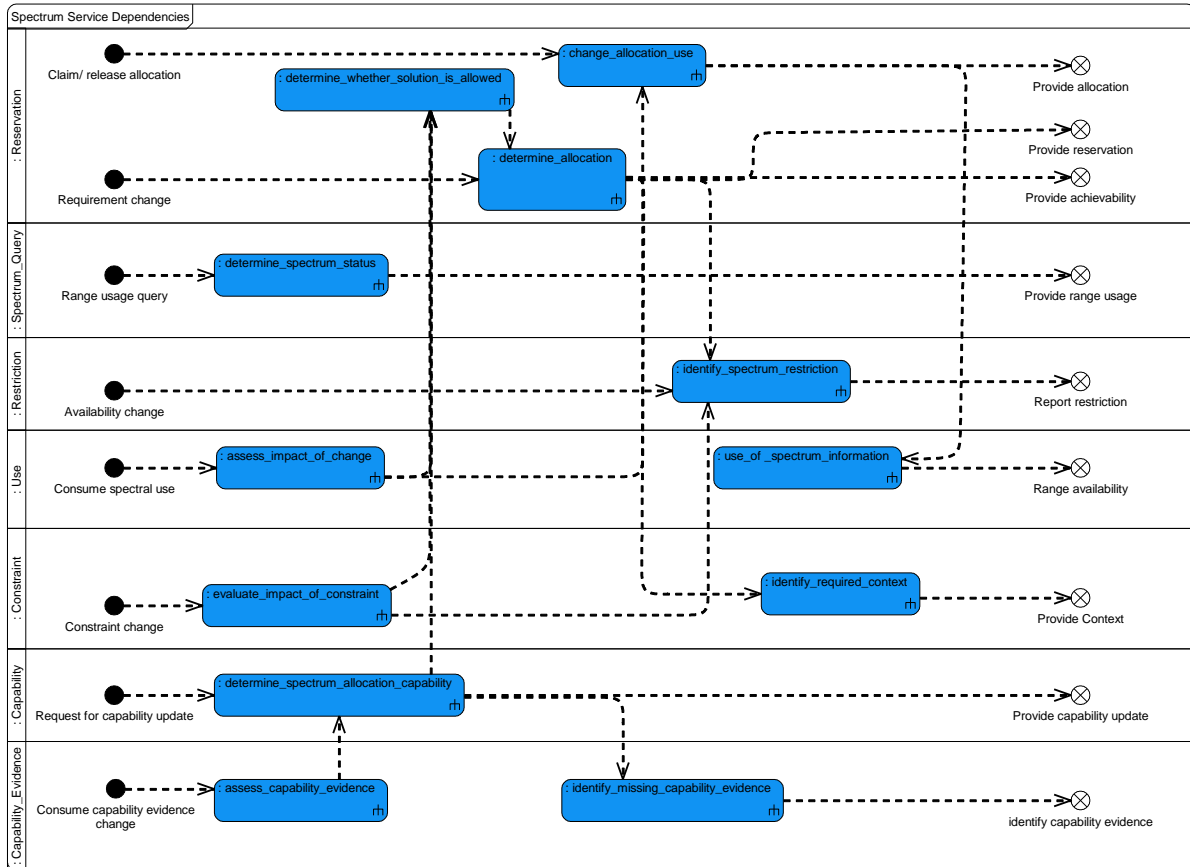 Spectrum Service Dependencies
: Reservation
Claim/ release allocation
: change_allocation_use
Provide allocation
: determine_whether_solution_is_allowed
Provide reservation
: determine_allocation
Requirement change
Provide achievability
: Spectrum_Query
: determine_spectrum_status
Range usage query
Provide range usage
: Restriction
: identify_spectrum_restriction
Availability change
Report restriction
: Use
: assess_impact_of_change
: use_of _spectrum_information
Consume spectral use
Range availability
: Constraint
: identify_required_context
: evaluate_impact_of_constraint
Constraint change
Provide Context
: Capability
: determine_spectrum_allocation_capability
Request for capability update
Provide capability update
: Capability_Evidence
: assess_capability_evidence
: identify_missing_capability_evidence
Consume capability evidence
change
identify capability evidence